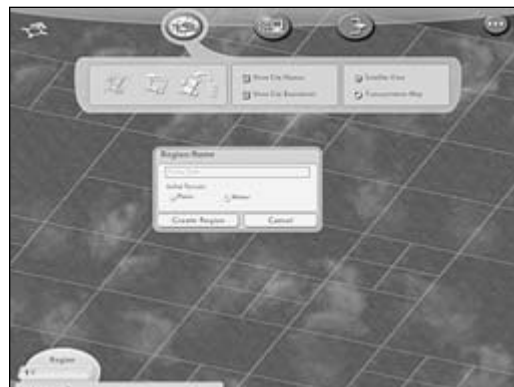 Show City Names
Satellite View
Show City Boundaries
Transportation Map
Region Name
Initial Terrain
Plains
Water
Create Region
Cancel
Region